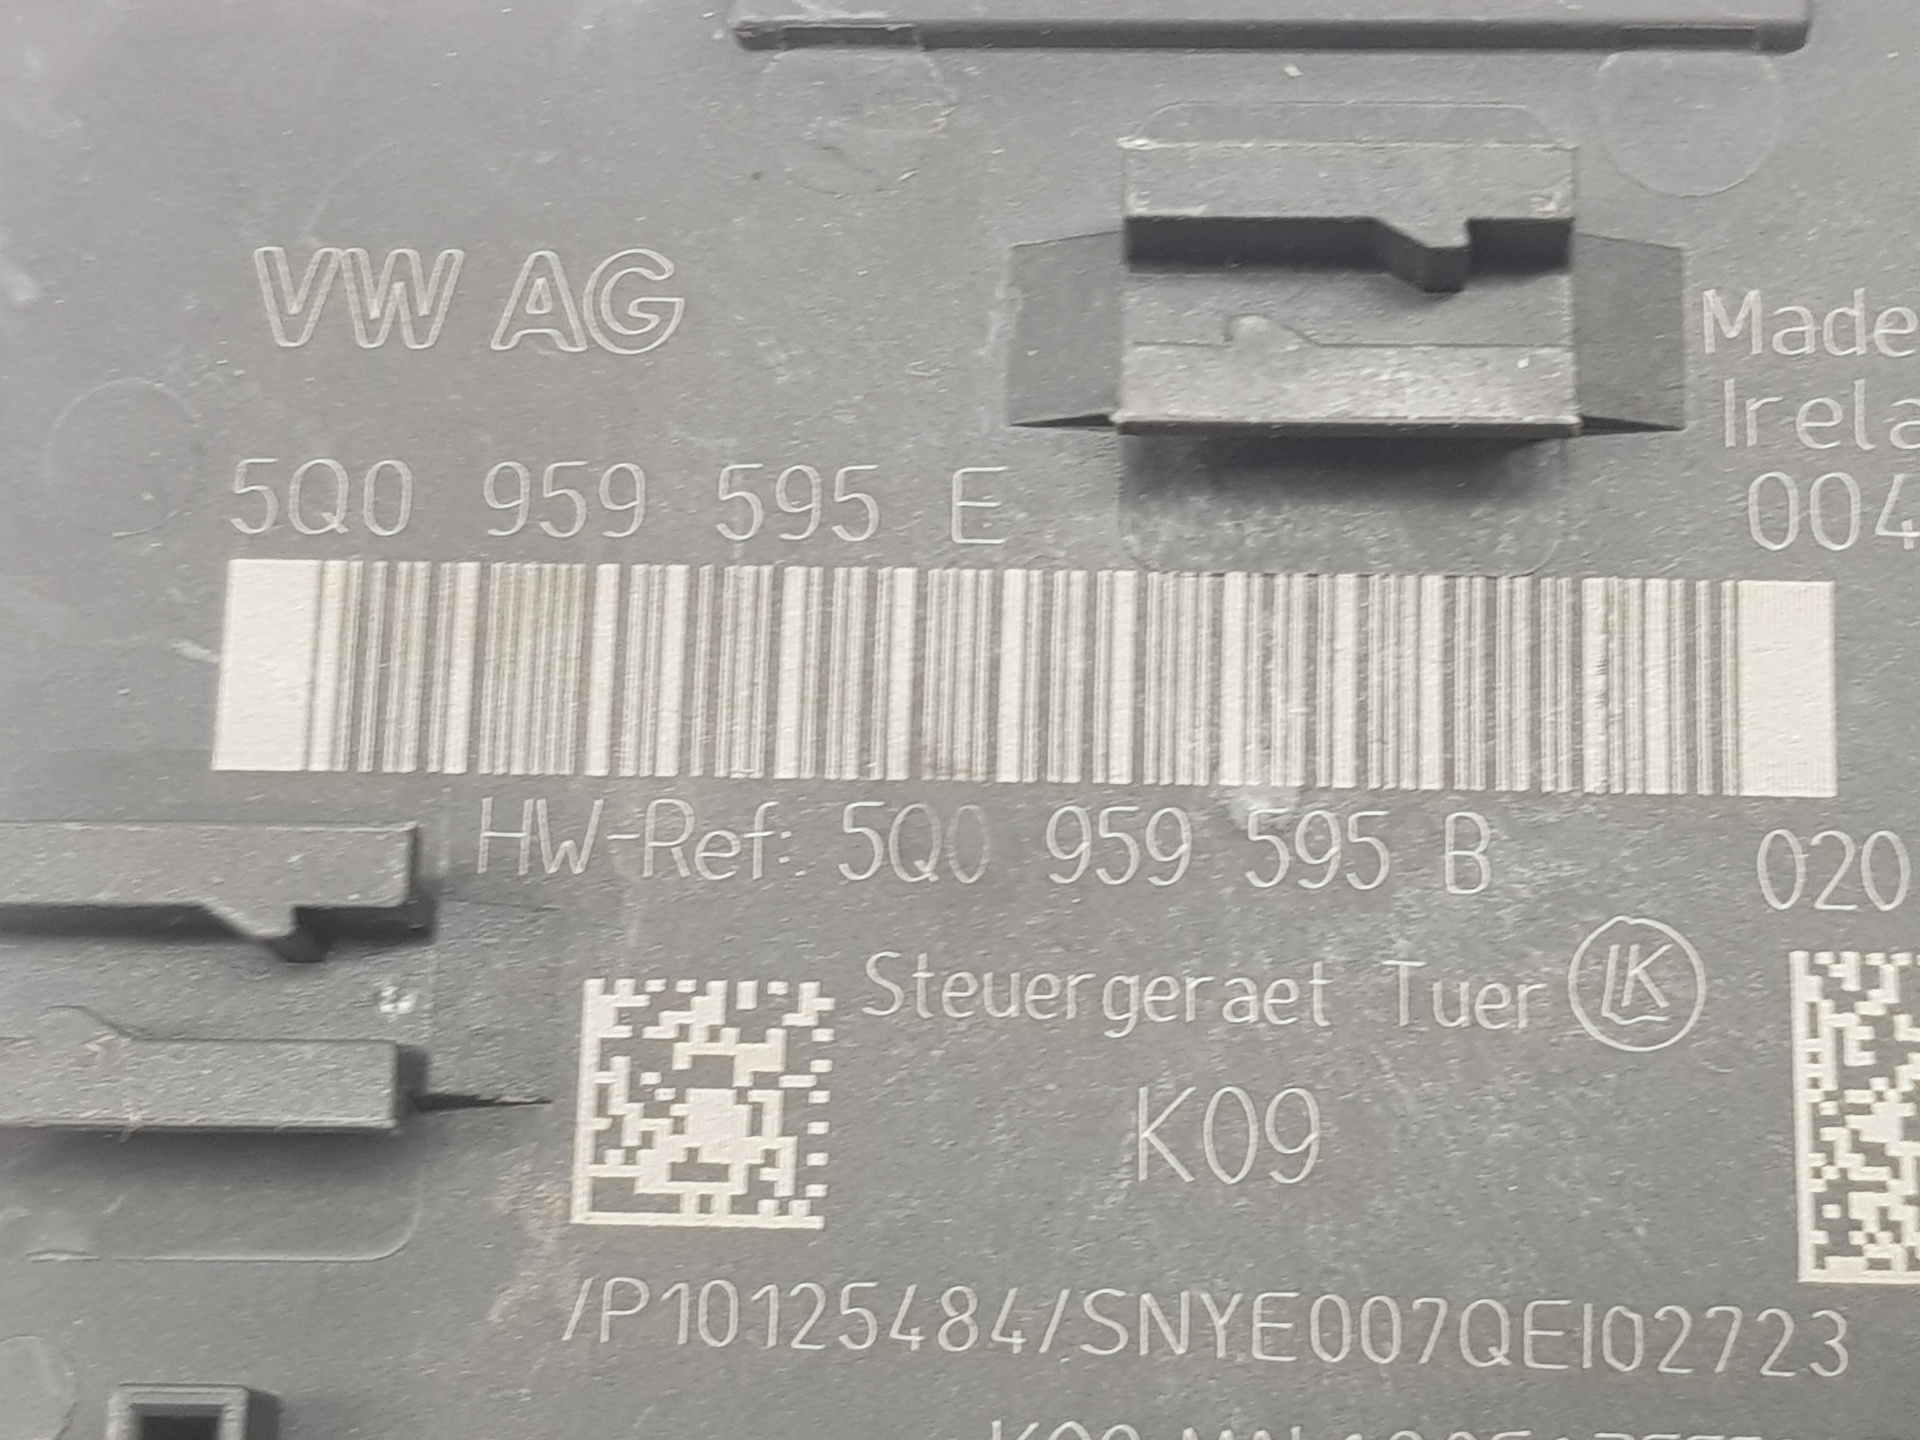 VW AG
Made
Irela
5Q0 959 595 E
004
HW-Ref: 5Q0 959 595 B
020
Steuergeraet Tuer LK
K09
/P10125484/SNYE007QEI02723